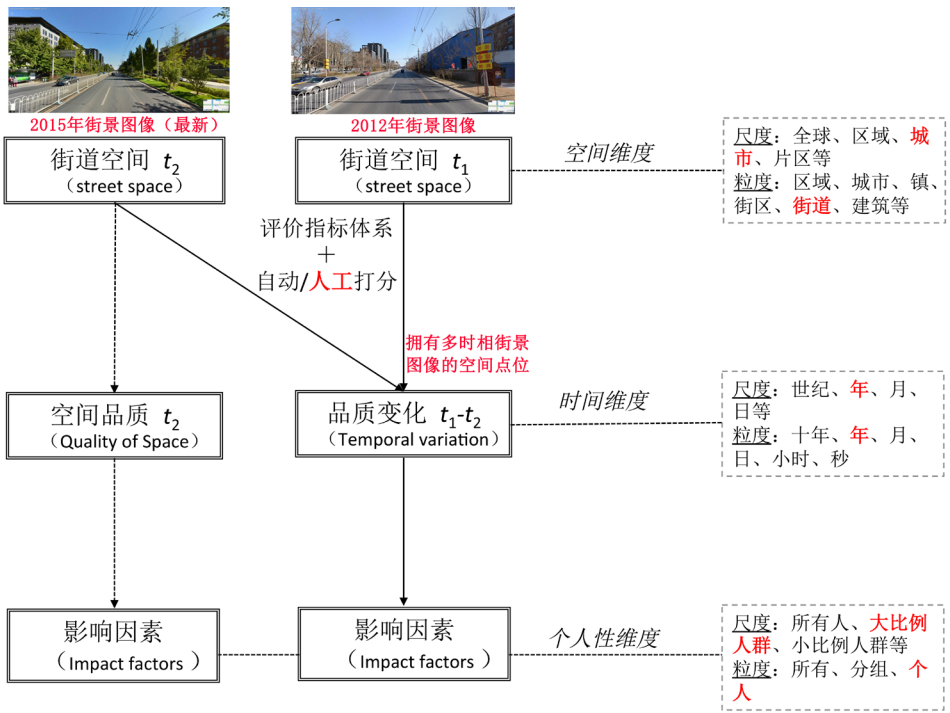 2015年街景图像（最新）
2012年街景图像
街道空间 t2
（street space）
街道空间 t1
（street space）
空间维度
尺度：全球、区域、城
市、片区等
粒度：区域、城市、镇、
街区、街道、建筑等
评价指标体系
＋
自动/人工打分
拥有多时相街景
图像的空间点位
空间品质 t2
（Quality of Space）
品质变化 t1-t2
（Temporal variation）
时间维度
尺度：世纪、年、月、
日等
粒度：十年、年、月、
日、小时、秒
影响因素
（Impact factors）
影响因素
（Impact factors）
个人性维度
尺度：所有人、大比例
人群、小比例人群等
粒度：所有、分组、个
人